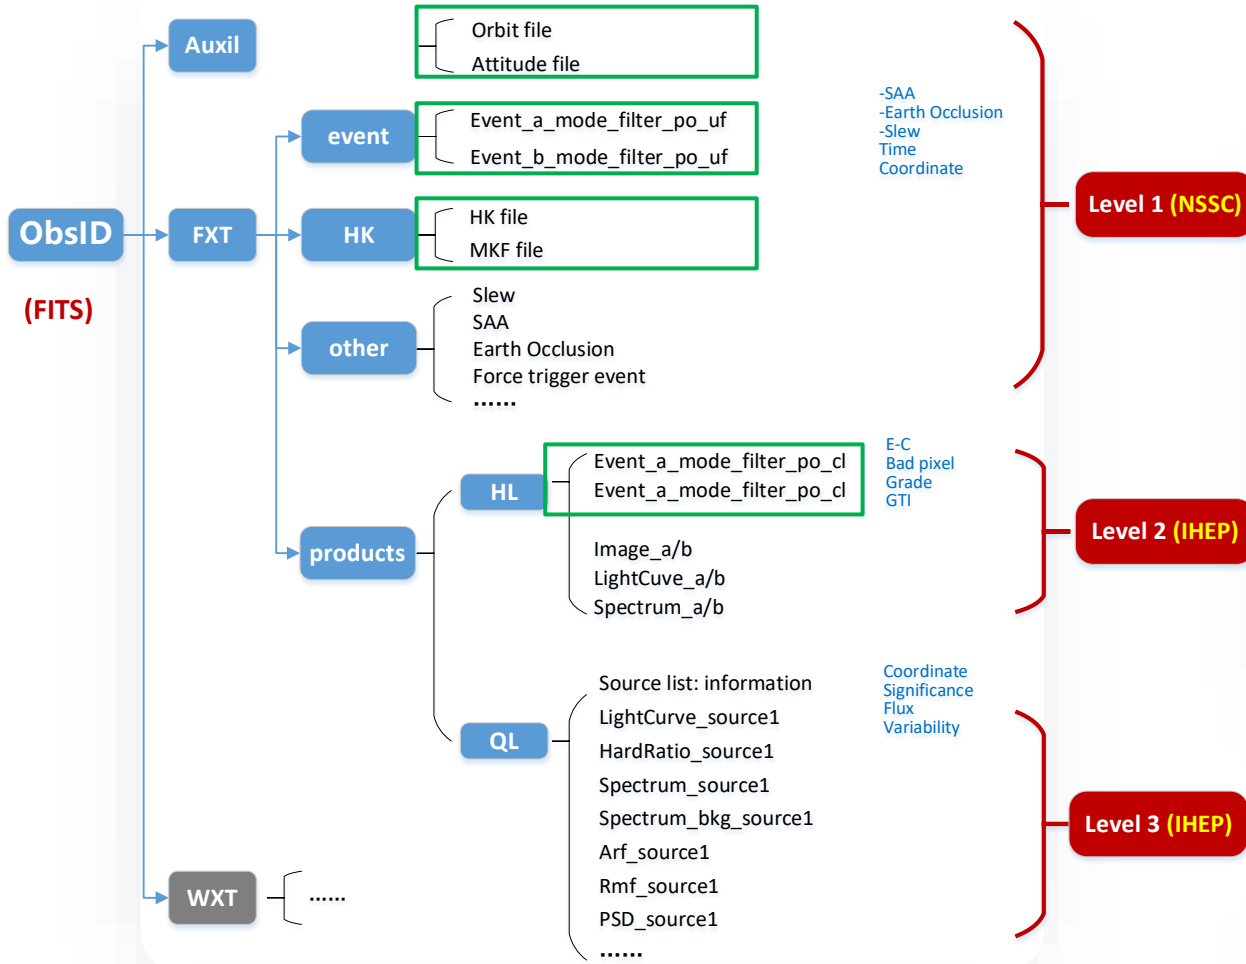 Auxil
Orbit file
Attitude file
-SAA
-Earth Occlusion
-Slew
Time
Coordinate
event
Event_a_mode_filter_po_uf
Event_b_mode_filter_po_uf
Level 1 (NSSC)
ObsID
(FITS)
FXT
HK
HK file
MKF file
other
Slew
SAA
Earth Occlusion
Force trigger event
......
products
HL
Event_a_mode_filter_po_cl
Event_a_mode_filter_po_cl
Image_a/b
LightCuve_a/b
Spectrum_a/b
E-C
Bad pixel
Grade
GTI
Level 2 (IHEP)
QL
Source list: information
LightCurve_source1
HardRatio_source1
Spectrum_source1
Spectrum_bkg_source1
Arf_source1
Rmf_source1
PSD_source1
......
Coordinate
Significance
Flux
Variability
Level 3 (IHEP)
WXT
......